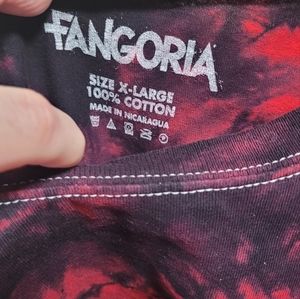 FANGORIA
SIZE X-LARGE
100% COTTON
MADE IN NICARAGUA